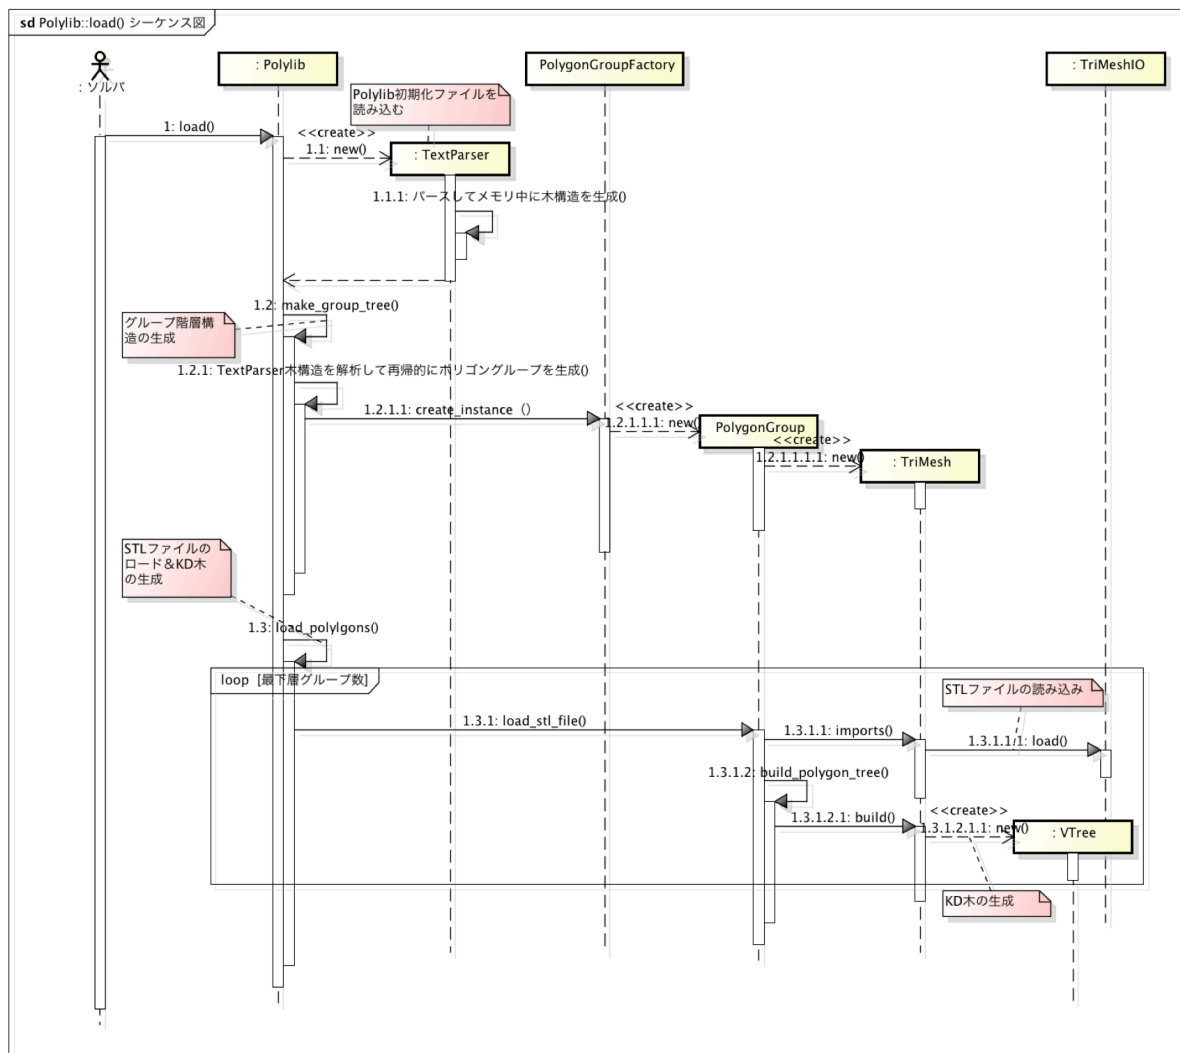 sd Polylib::load() シーケンス図
: ソルバ
: Polylib
PolygonGroupFactory
: TriMeshIO
Polylib初期化ファイルを
読み込む
1: load()
<<create>>
1.1: new()
: TextParser
1.1.1: パースしてメモリ中に木構造を生成()
1.2: make_group_tree()
グループ階層構
造の生成
1.2.1: TextParser木構造を解析して再帰的にポリゴングループを生成()
1.2.1.1: create_instance（）
<<create>>
1.2.1.1.1: new()
PolygonGroup
<<create>>
1.2.1.1.1.1: new()
: TriMesh
STLファイルの
ロード＆KD木
の生成
1.3: load_polylgons()
loop [最下層グループ数]
STLファイルの読み込み
1.3.1: load_stl_file()
1.3.1.1: imports()
1.3.1.1.1: load()
1.3.1.2: build_polygon_tree()
<<create>>
1.3.1.2.1: build()
1.3.1.2.1.1: new()
: VTree
KD木の生成